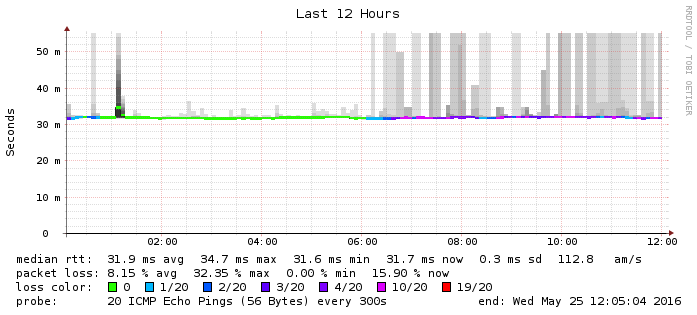 Last 12 Hours
RRDTOOL / TOBI OETIKER
Seconds
50 m
40 m
30 m
20 m
10 m
0
02:00 04:00 06:00 08:00 10:00 12:00
median rtt: 31.9 ms avg 34.7 ms max 31.6 ms min 31.7 ms now 0.3 ms sd 112.8 am/s
packet loss: 8.15 % avg 32.35 % max 0.00 % min 15.90 % now
loss color: 0 1/20 2/20 3/20 4/20 10/20 19/20
probe: 20 ICMP Echo Pings (56 Bytes) every 300s end: Wed May 25 12:05:04 2016